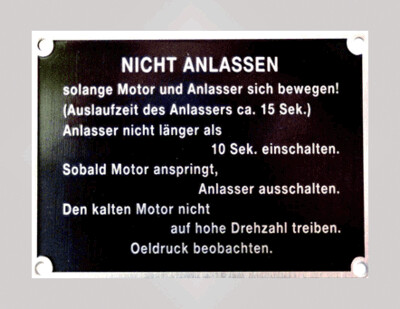 NICHT ANLASSEN
solange Motor und Anlasser sich bewegen!
(Auslaufzeit des Anlassers ca. 15 Sek.)
Anlasser nicht länger als
10 Sek. einschalten.
Sobald Motor anspringt,
Anlasser ausschalten.
Den kalten Motor nicht
auf hohe Drehzahl treiben.
Oeldruck beobachten.